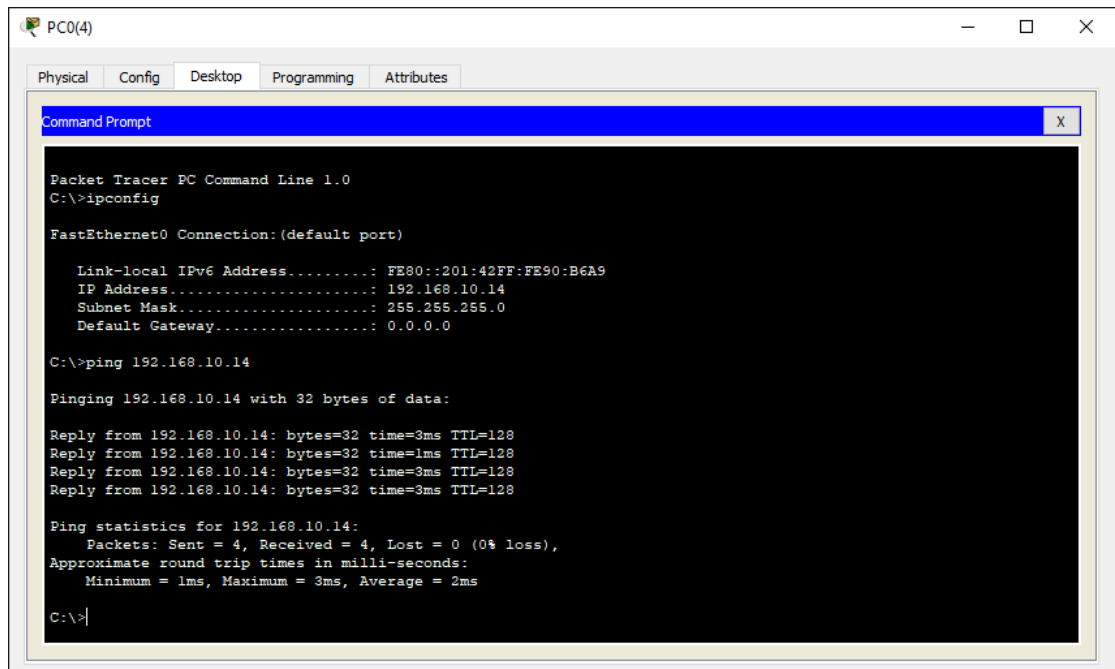 PC0(4)
Physical Config Desktop Programming Attributes
Command Prompt X
Packet Tracer PC Command Line 1.0
C:\>ipconfig
FastEthernet0 Connection:(default port)
Link-local IPv6 Address.........: FE80::201:42FF:FE90:B6A9
IP Address......................: 192.168.10.14
Subnet Mask.....................: 255.255.255.0
Default Gateway.................: 0.0.0.0
C:\>ping 192.168.10.14
Pinging 192.168.10.14 with 32 bytes of data:
Reply from 192.168.10.14: bytes=32 time=3ms TTL=128
Reply from 192.168.10.14: bytes=32 time=1ms TTL=128
Reply from 192.168.10.14: bytes=32 time=3ms TTL=128
Reply from 192.168.10.14: bytes=32 time=3ms TTL=128
Ping statistics for 192.168.10.14:
Packets: Sent = 4, Received = 4, Lost = 0 (0% loss),
Approximate round trip times in milli-seconds:
Minimum = 1ms, Maximum = 3ms, Average = 2ms
C:\>